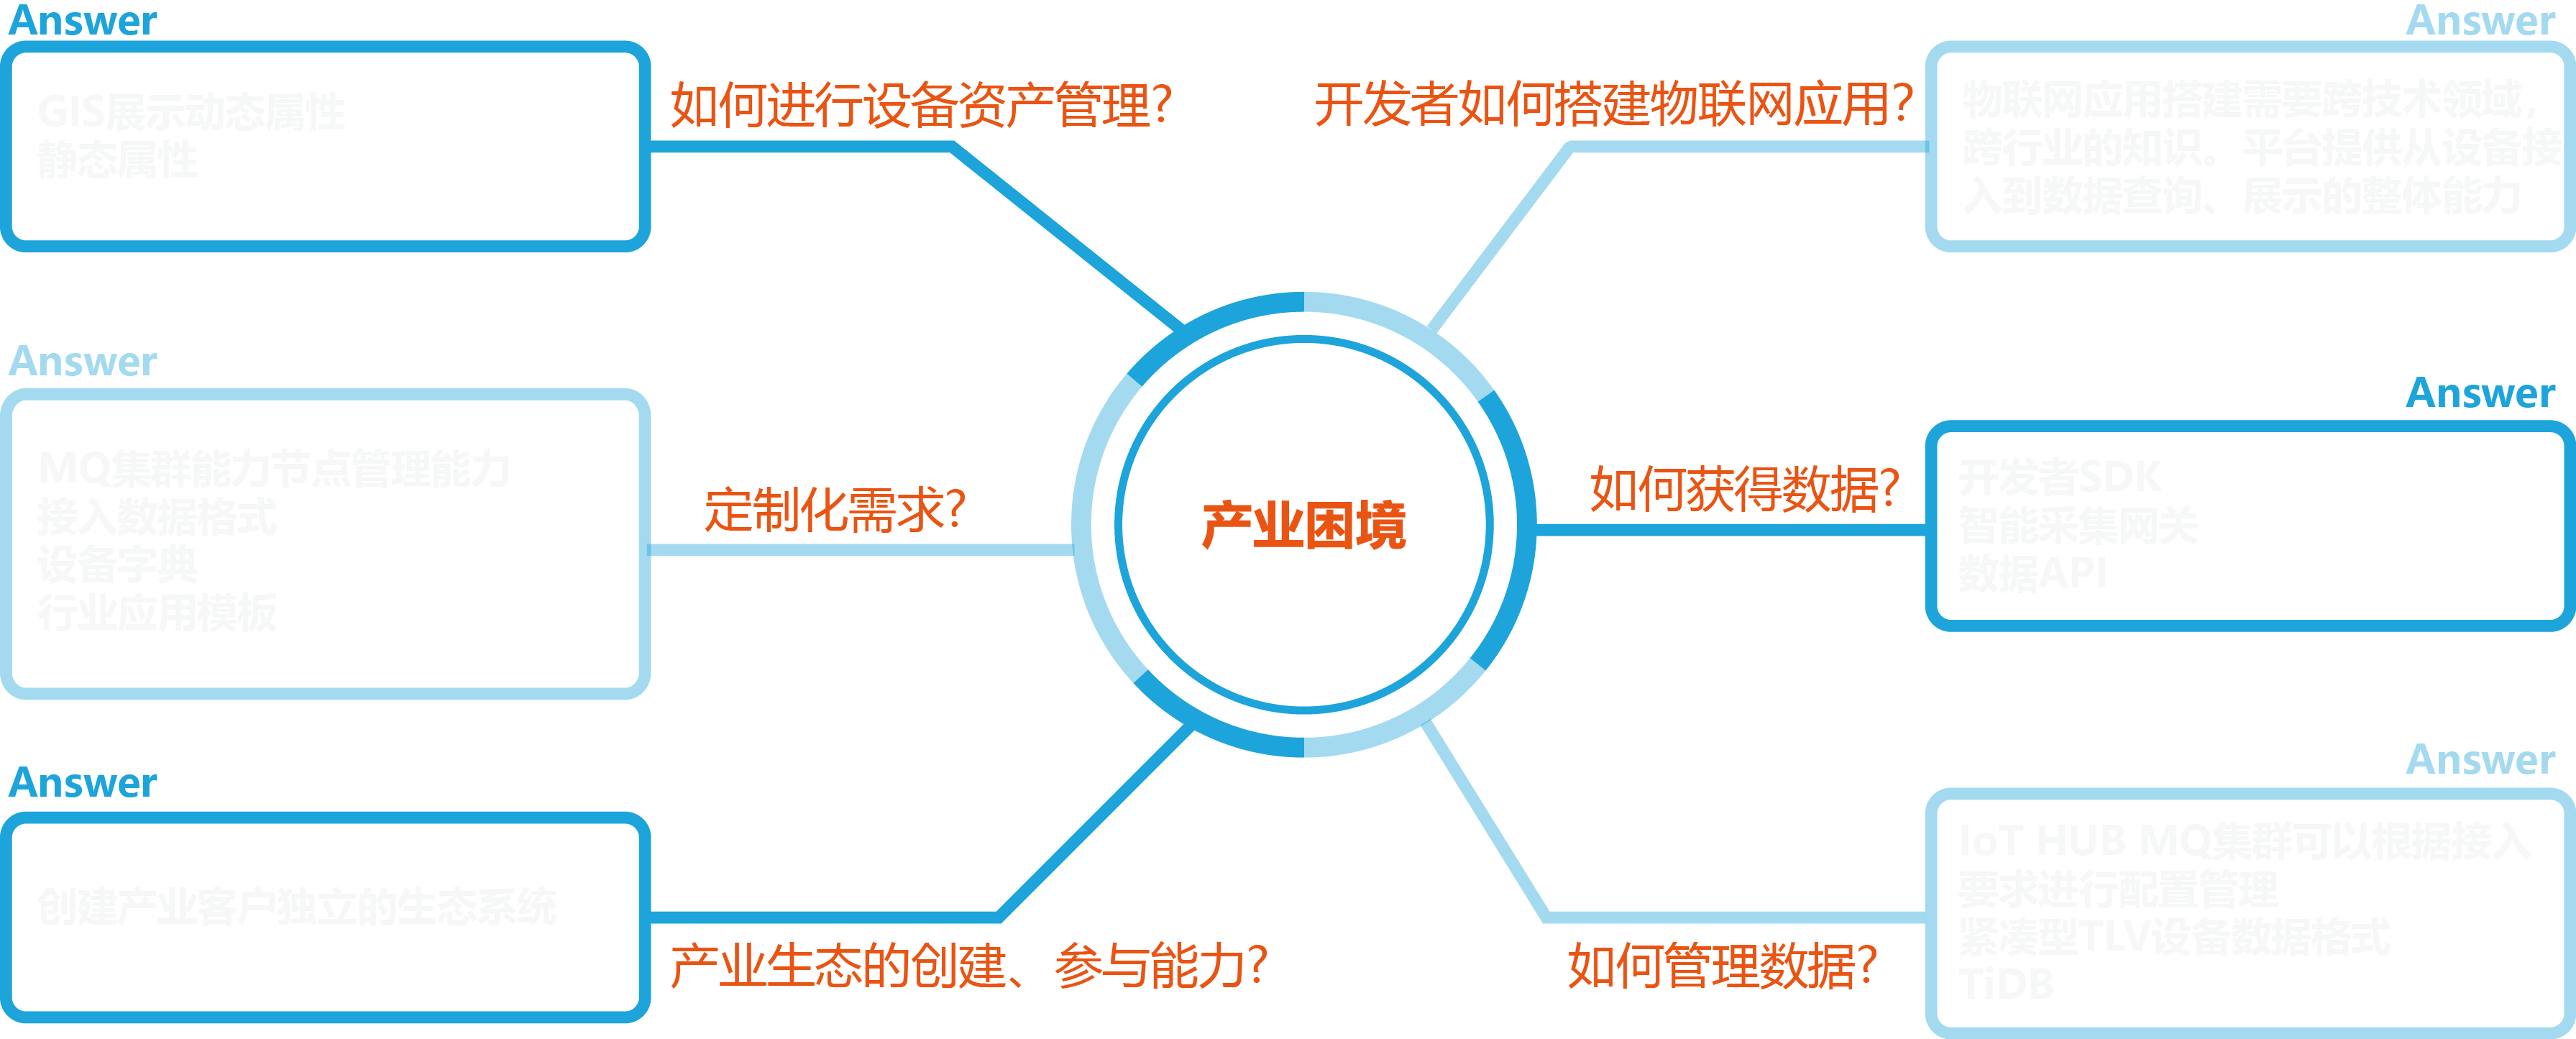 Answer
GIS展示动态属性
静态属性
如何进行设备资产管理?
Answer
MQ集群能力节点管理能力
接入数据格式
设备字典
行业应用模板
定制化需求?
Answer
创建产业客户独立的生态系统
产业生态的创建、参与能力?
产业困境
开发者如何搭建物联网应用?
Answer
物联网应用搭建需要跨技术领域，
跨行业的知识。平台提供从设备接
入到数据查询、展示的整体能力
如何获得数据?
Answer
开发者SDK
智能采集网关
数据API
如何管理数据?
Answer
IoT HUB MQ集群可以根据接入
要求进行配置管理
紧凑型TLV设备数据格式
TiDB